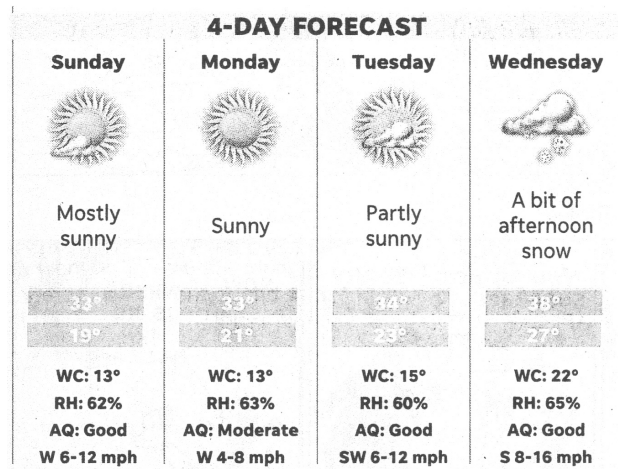 4-DAY FORECAST
Sunday Monday Tuesday Wednesday
Mostly sunny
Sunny
Partly sunny
A bit of afternoon snow
33° 33° 34° 38°
19° 21° 23° 27°
WC: 13° WC: 13° WC: 15° WC: 22°
RH: 62% RH: 63% RH: 60% RH: 65%
AQ: Good AQ: Moderate AQ: Good AQ: Good
W 6-12 mph W 4-8 mph SW 6-12 mph S 8-16 mph